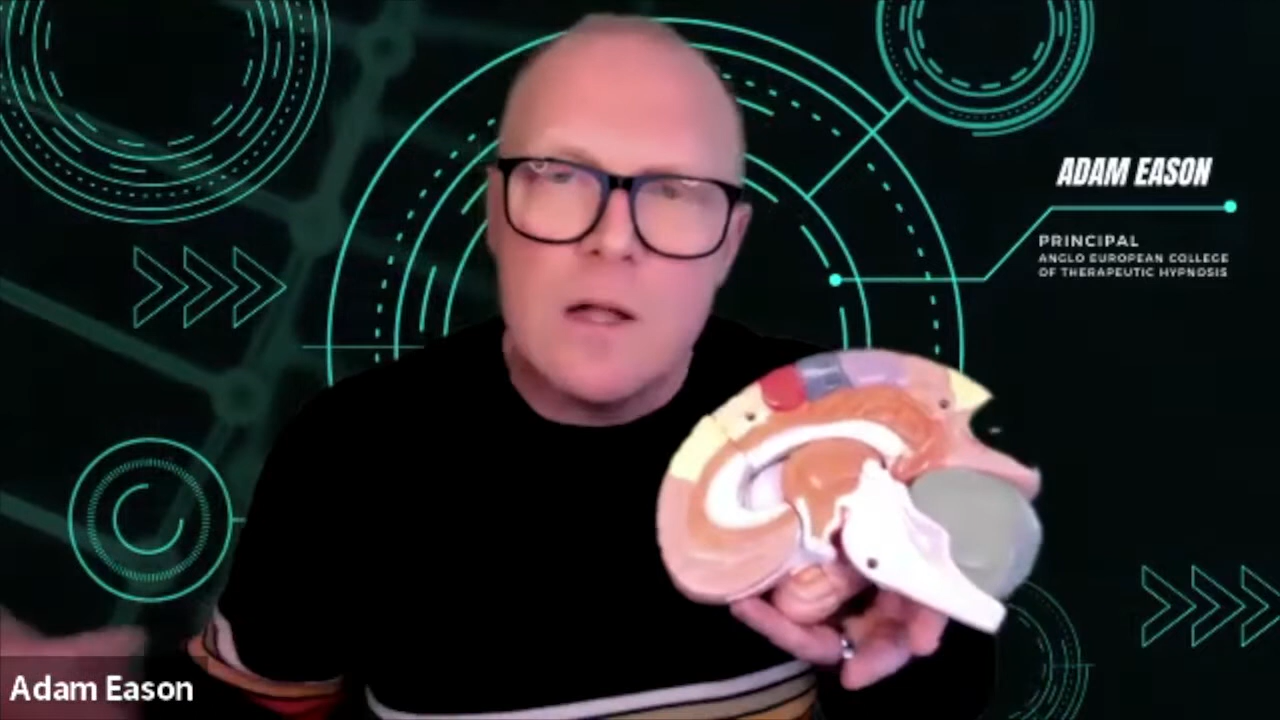 ADAM EASON
PRINCIPAL
ANGLO EUROPEAN COLLEGE
OF THERAPEUTIC HYPNOSIS
Adam Eason